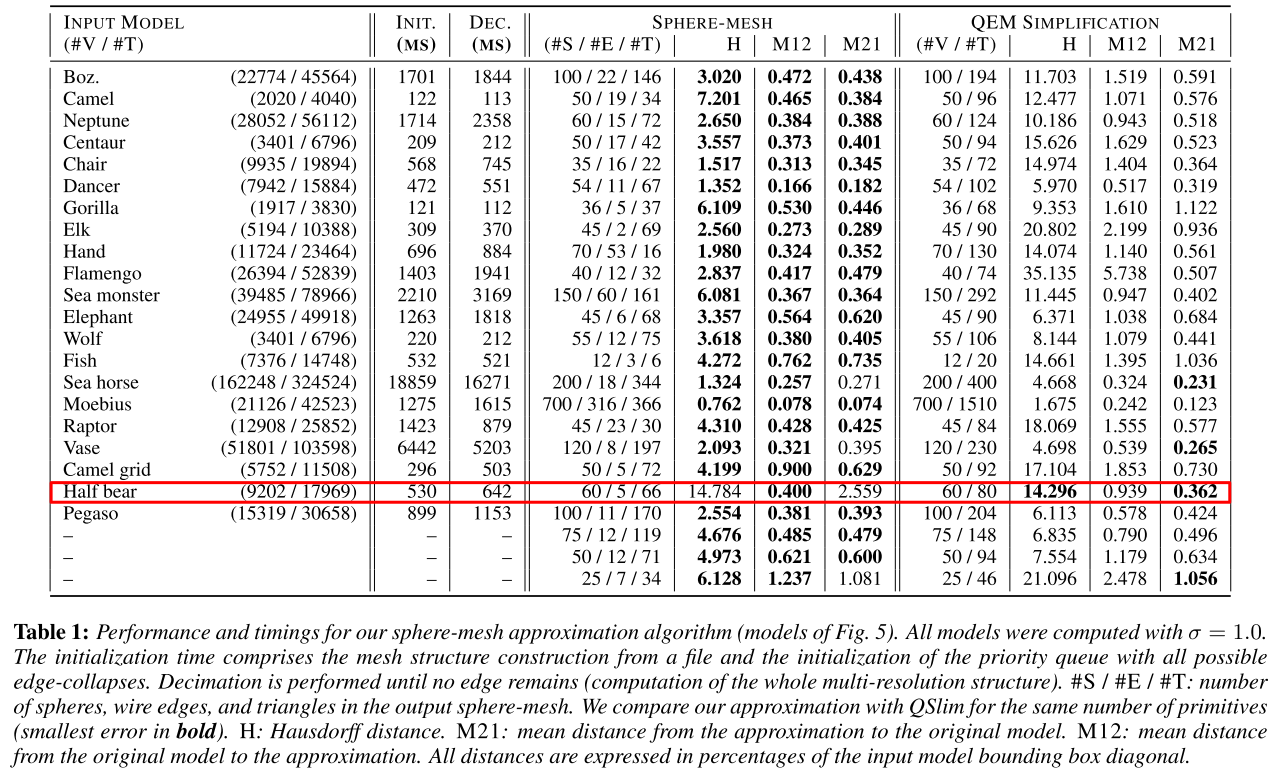 INPUT MODEL INIT. DEC. SPHERE-MESH QEM SIMPLIFICATION
(#V / #T) (MS) (MS) (#S / #E / #T) H M12 M21 (#V / #T) H M12 M21
Boz. (22774 / 45564) 1701 1844 100 / 22 / 146 3.020 0.472 0.438 100 / 194 11.703 1.519 0.591
Camel (2020 / 4040) 122 113 50 / 19 / 34 7.201 0.465 0.384 50 / 96 12.477 1.071 0.576
Neptune (28052 / 56112) 1714 2358 60 / 15 / 72 2.650 0.384 0.388 60 / 124 10.186 0.943 0.518
Centaur (3401 / 6796) 209 212 50 / 17 / 42 3.557 0.373 0.401 50 / 94 15.626 1.629 0.523
Chair (9935 / 19894) 568 745 35 / 16 / 22 1.517 0.313 0.345 35 / 72 14.974 1.404 0.364
Dancer (7942 / 15884) 472 551 54 / 11 / 67 1.352 0.166 0.182 54 / 102 5.970 0.517 0.319
Gorilla (1917 / 3830) 121 112 36 / 5 / 37 6.109 0.530 0.446 36 / 68 9.353 1.610 1.122
Elk (5194 / 10388) 309 370 45 / 2 / 69 2.560 0.273 0.289 45 / 90 20.802 2.199 0.936
Hand (11724 / 23464) 696 884 70 / 53 / 16 1.980 0.324 0.352 70 / 130 14.074 1.140 0.561
Flamengo (26394 / 52839) 1403 1941 40 / 12 / 32 2.837 0.417 0.479 40 / 74 35.135 5.738 0.507
Sea monster (39485 / 78966) 2210 3169 150 / 60 / 161 6.081 0.367 0.364 150 / 292 11.445 0.947 0.402
Elephant (24955 / 49918) 1263 1818 45 / 6 / 68 3.357 0.564 0.620 45 / 90 6.371 1.038 0.684
Wolf (3401 / 6796) 220 212 55 / 12 / 75 3.618 0.380 0.405 55 / 106 8.144 1.079 0.441
Fish (7376 / 14748) 532 521 12 / 3 / 6 4.272 0.762 0.735 12 / 20 14.661 1.395 1.036
Sea horse (162248 / 324524) 18859 16271 200 / 18 / 344 1.324 0.257 0.271 200 / 400 4.668 0.324 0.231
Moebius (21126 / 42523) 1275 1615 700 / 316 / 366 0.762 0.078 0.074 700 / 1510 1.675 0.242 0.123
Raptor (12908 / 25852) 1423 879 45 / 23 / 30 4.310 0.428 0.425 45 / 84 18.069 1.555 0.577
Vase (51801 / 103598) 6442 5203 120 / 8 / 197 2.093 0.321 0.395 120 / 230 4.698 0.539 0.265
Camel grid (5752 / 11508) 296 503 50 / 5 / 72 4.199 0.900 0.629 50 / 92 17.104 1.853 0.730
Half bear (9202 / 17969) 530 642 60 / 5 / 66 14.784 0.400 2.559 60 / 80 14.296 0.939 0.362
Pegaso (15319 / 30658) 899 1153 100 / 11 / 170 2.554 0.381 0.393 100 / 204 6.113 0.578 0.424
– – – 75 / 12 / 119 4.676 0.485 0.479 75 / 148 6.835 0.790 0.496
– – – 50 / 12 / 71 4.973 0.621 0.600 50 / 94 7.554 1.179 0.634
– – – 25 / 7 / 34 6.128 1.237 1.081 25 / 46 21.096 2.478 1.056
Table 1: Performance and timings for our sphere-mesh approximation algorithm (models of Fig. 5). All models were computed with σ = 1.0.
The initialization time comprises the mesh structure construction from a file and the initialization of the priority queue with all possible
edge-collapses. Decimation is performed until no edge remains (computation of the whole multi-resolution structure). #S / #E / #T: number
of spheres, wire edges, and triangles in the output sphere-mesh. We compare our approximation with QSlim for the same number of primitives
(smallest error in bold). H: Hausdorff distance. M21: mean distance from the approximation to the original model. M12: mean distance
from the original model to the approximation. All distances are expressed in percentages of the input model bounding box diagonal.